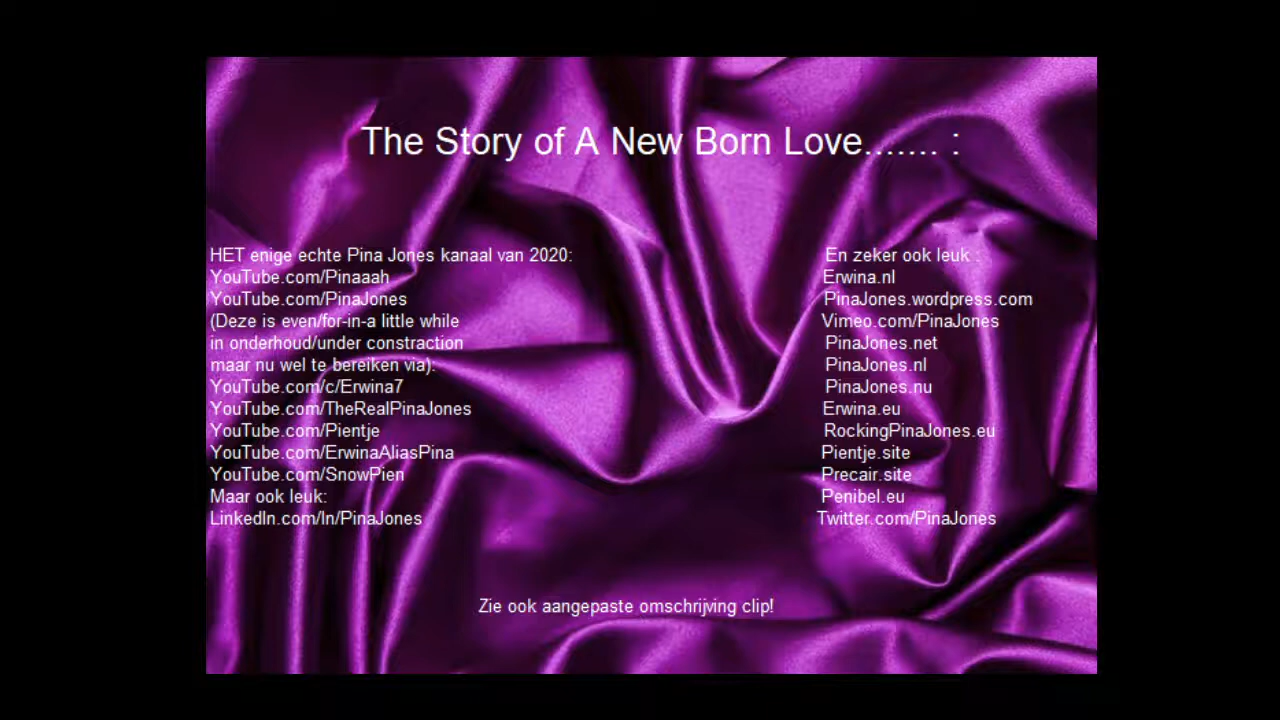 The Story of A New Born Love....... :
HET enige echte Pina Jones kanaal van 2020:
YouTube.com/Pinaaah
YouTube.com/PinaJones
(Deze is even/for-in-a little while
in onderhoud/under constraction
maar nu wel te bereiken via):
YouTube.com/c/Erwina7
YouTube.com/TheRealPinaJones
YouTube.com/Pientje
YouTube.com/ErwinaAliasPina
YouTube.com/SnowPien
Maar ook leuk:
LinkedIn.com/In/PinaJones
En zeker ook leuk :
Erwina.nl
PinaJones.wordpress.com
Vimeo.com/PinaJones
PinaJones.net
PinaJones.nl
PinaJones.nu
Erwina.eu
RockingPinaJones.eu
Pientje.site
Precair.site
Penibel.eu
Twitter.com/PinaJones
Zie ook aangepaste omschrijving clip!